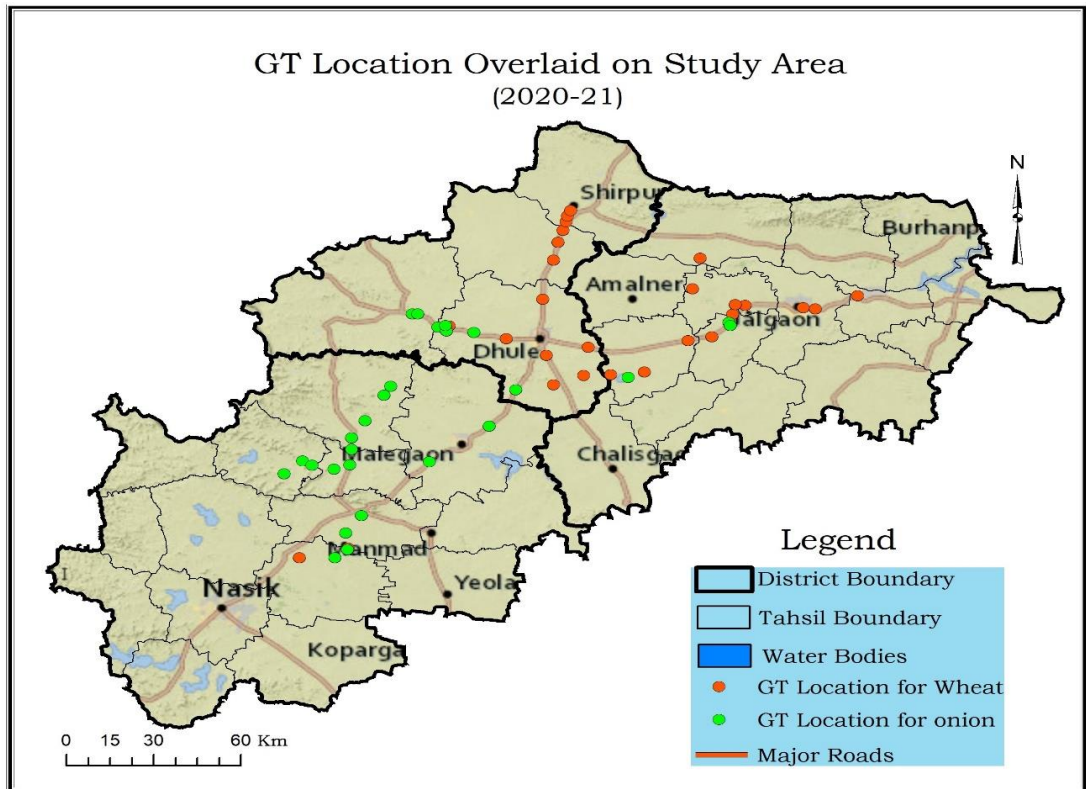 GT Location Overlaid on Study Area
(2020-21)
N
Shirpur
Burhanp
Amalner
Jalgaon
Dhule
Malegaon
Chalisgao
Manmad
Nasik
Yeola
Koparga
Legend
District Boundary
Tahsil Boundary
Water Bodies
GT Location for Wheat
GT Location for onion
Major Roads
0 15 30 60 Km